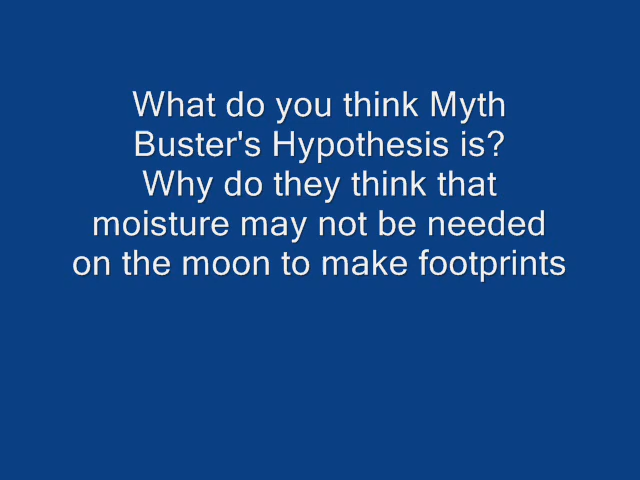 What do you think Myth
Buster's Hypothesis is?
Why do they think that
moisture may not be needed
on the moon to make footprints